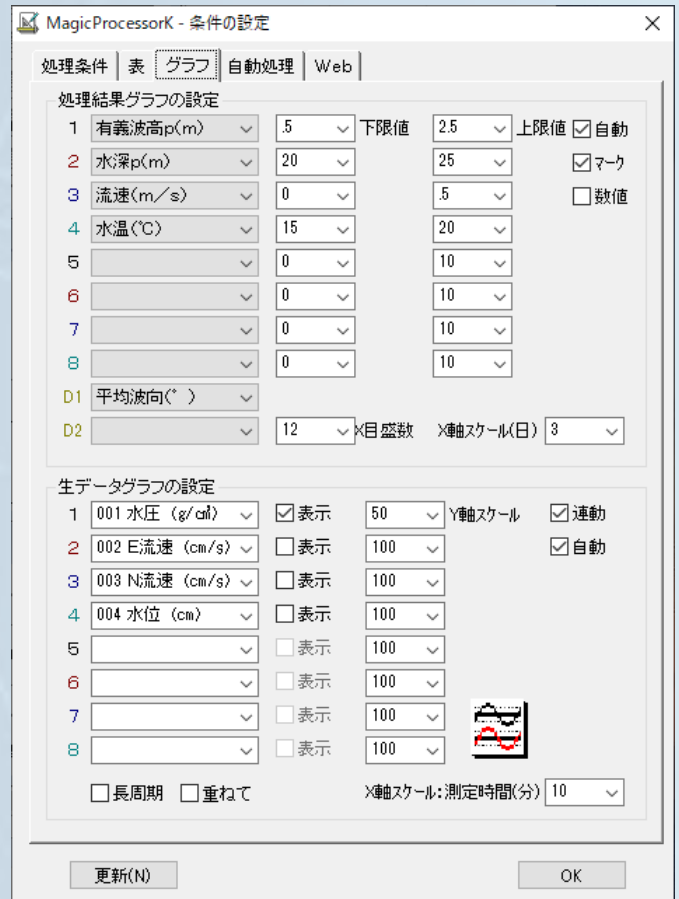 MagicProcessorK - 条件の設定
処理条件 表 グラフ 自動処理 Web
処理結果グラフの設定
1 有義波高p(m) .5 下限値 2.5 上限値 自動
2 水深p(m) 20 25 マーク
3 流速(m/s) 0 .5 数値
4 水温(℃) 15 20
5 0 10
6 0 10
7 0 10
8 0 10
D1 平均波向(°)
D2 12 X目盛数 X軸スケール(日) 3
生データグラフの設定
1 001 水圧 (g/c㎡) 表示 50 Y軸スケール 連動
2 002 E流速 (cm/s) 表示 100 自動
3 003 N流速 (cm/s) 表示 100
4 004 水位 (cm) 表示 100
5 表示 100
6 表示 100
7 表示 100
8 表示 100
長周期 重ねて X軸スケール:測定時間(分) 10
更新(N) OK